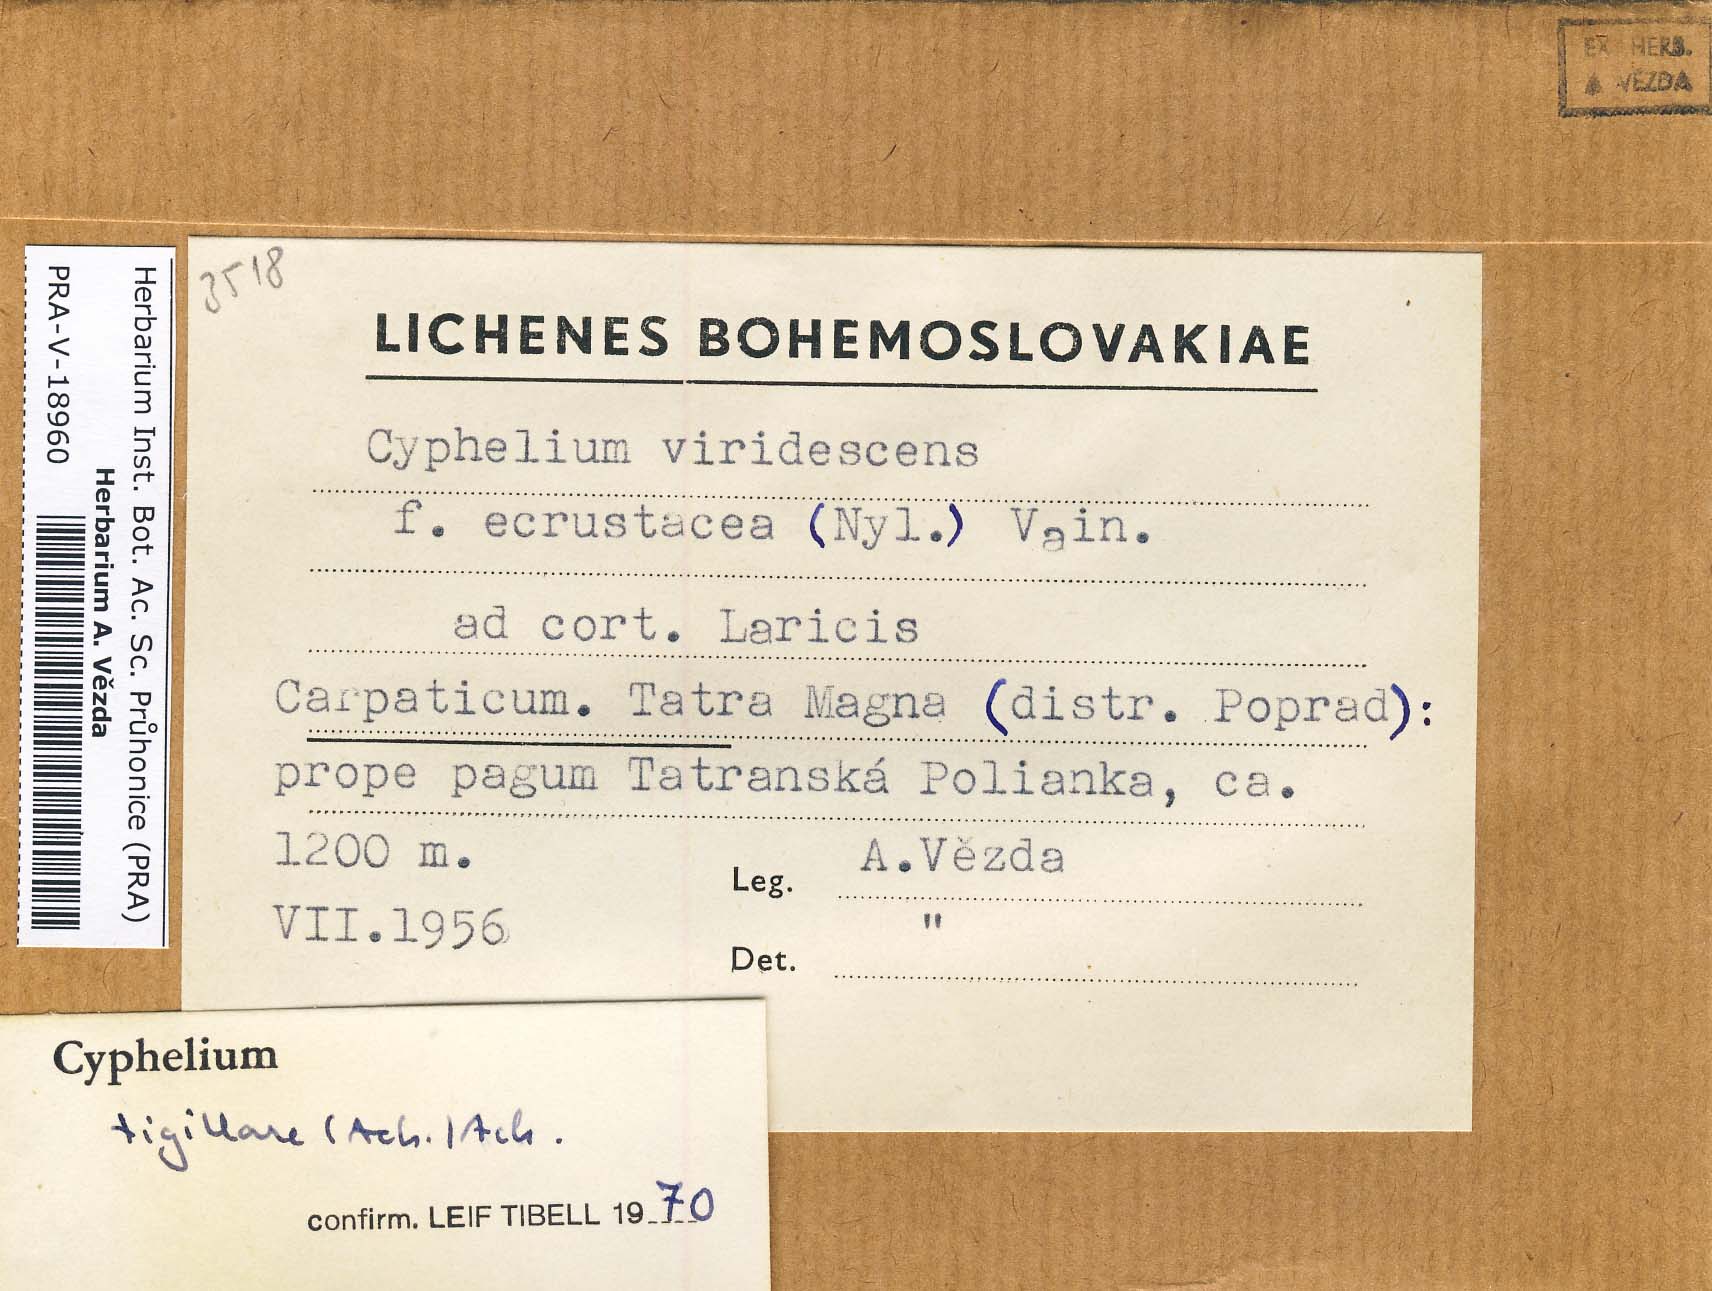 EX HERB.
A VĚZDA
Herbarium Inst. Bot. Ac. Sc. Průhonice (PRA)
Herbarium A. Vězda
PRA-V-18960
3518
LICHENES BOHEMOSLOVAKIAE
Cyphelium viridescens
f. ecrustacea (Nyl.) Vain.
ad cort. Laricis
Carpaticum. Tatra Magna (distr. Poprad):
prope pagum Tatranská Polianka, ca.
1200 m.
Leg. A.Vězda
VII.1956
Det. "
Cyphelium
tigillare (Ach.) Ach.
confirm. LEIF TIBELL 1970